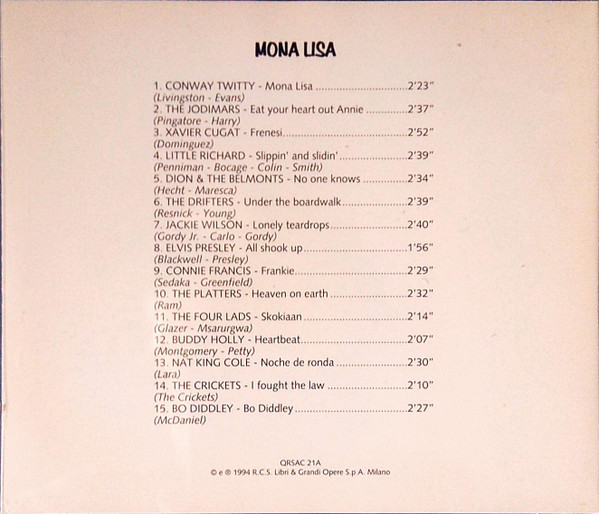 MONA LISA
1. CONWAY TWITTY - Mona Lisa ..............................2'23"
(Livingston - Evans)
2. THE JODIMARS - Eat your heart out Annie .............2'37"
(Pingatore - Harry)
3. XAVIER CUGAT - Frenesi.......................................2'52"
(Dominguez)
4. LITTLE RICHARD - Slippin' and slidin'......................2'39"
(Penniman - Bocage - Colin - Smith)
5. DION & THE BELMONTS - No one knows ..............2'34"
(Hecht - Maresca)
6. THE DRIFTERS - Under the boardwalk.....................2'39"
(Resnick - Young)
7. JACKIE WILSON - Lonely teardrops.........................2'40"
(Gordy Jr. - Carlo - Gordy)
8. ELVIS PRESLEY - All shook up..................................1'56"
(Blackwell - Presley)
9. CONNIE FRANCIS - Frankie....................................2'29"
(Sedaka - Greenfield)
10. THE PLATTERS - Heaven on earth .........................2'32"
(Ram)
11. THE FOUR LADS - Skokiaan..................................2'14"
(Glazer - Msarurgwa)
12. BUDDY HOLLY - Heartbeat...................................2'07"
(Montgomery - Petty)
13. NAT KING COLE - Noche de ronda .......................2'30"
(Lara)
14. THE CRICKETS - I fought the law ..........................2'10"
(The Crickets)
15. BO DIDDLEY - Bo Diddley....................................2'27"
(McDaniel)
QRSAC 21A
© e ℗ 1994 R.C.S. Libri & Grandi Opere S.p.A. Milano